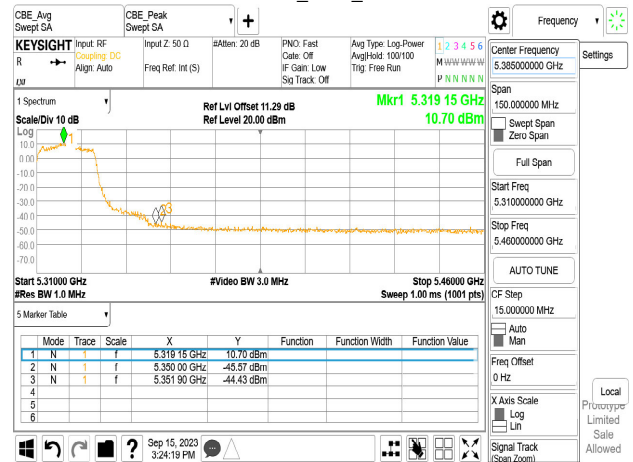 CBE_Avg
Swept SA
CBE_Peak
Swept SA
Frequency
KEYSIGHT
R
Input: RF
Coupling: DC
Align: Auto
Input Z: 50 Ω
Freq Ref: Int (S)
#Atten: 20 dB
PNO: Fast
Gate: Off
IF Gain: Low
Sig Track: Off
Avg Type: Log-Power
Avg|Hold: 100/100
Trig: Free Run
1 2 3 4 5 6
M W W W W W
P N N N N N
1 Spectrum
Scale/Div 10 dB
Ref Lvl Offset 11.29 dB
Ref Level 20.00 dBm
Mkr1 5.319 15 GHz
10.70 dBm
Log
10.0
0.00
-10.0
-20.0
-30.0
-40.0
-50.0
-60.0
-70.0
1
3
Start 5.31000 GHz
#Res BW 1.0 MHz
#Video BW 3.0 MHz
Stop 5.46000 GHz
Sweep 1.00 ms (1001 pts)
5 Marker Table
Mode Trace Scale X Y Function Function Width Function Value
1 N 1 f 5.319 15 GHz 10.70 dBm
2 N 1 f 5.350 00 GHz -45.57 dBm
3 N 1 f 5.351 90 GHz -44.43 dBm
4
5
6
Sep 15, 2023
3:24:19 PM
Center Frequency
5.385000000 GHz
Settings
Span
150.000000 MHz
Swept Span
Zero Span
Full Span
Start Freq
5.310000000 GHz
Stop Freq
5.460000000 GHz
AUTO TUNE
CF Step
15.000000 MHz
Auto
Man
Freq Offset
0 Hz
X Axis Scale
Log
Lin
Signal Track
(Span Zoom)
Local
Prototype
Limited
Sale
Allowed